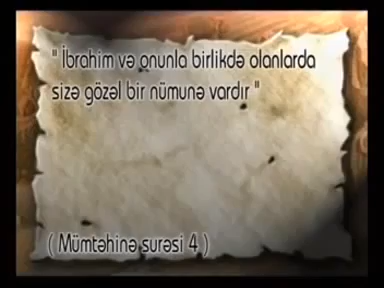 " İbrahim və onunla birlikdə olanlarda
sizə gözəl bir nümunə vardır "
( Mümtəhinə surəsi 4 )